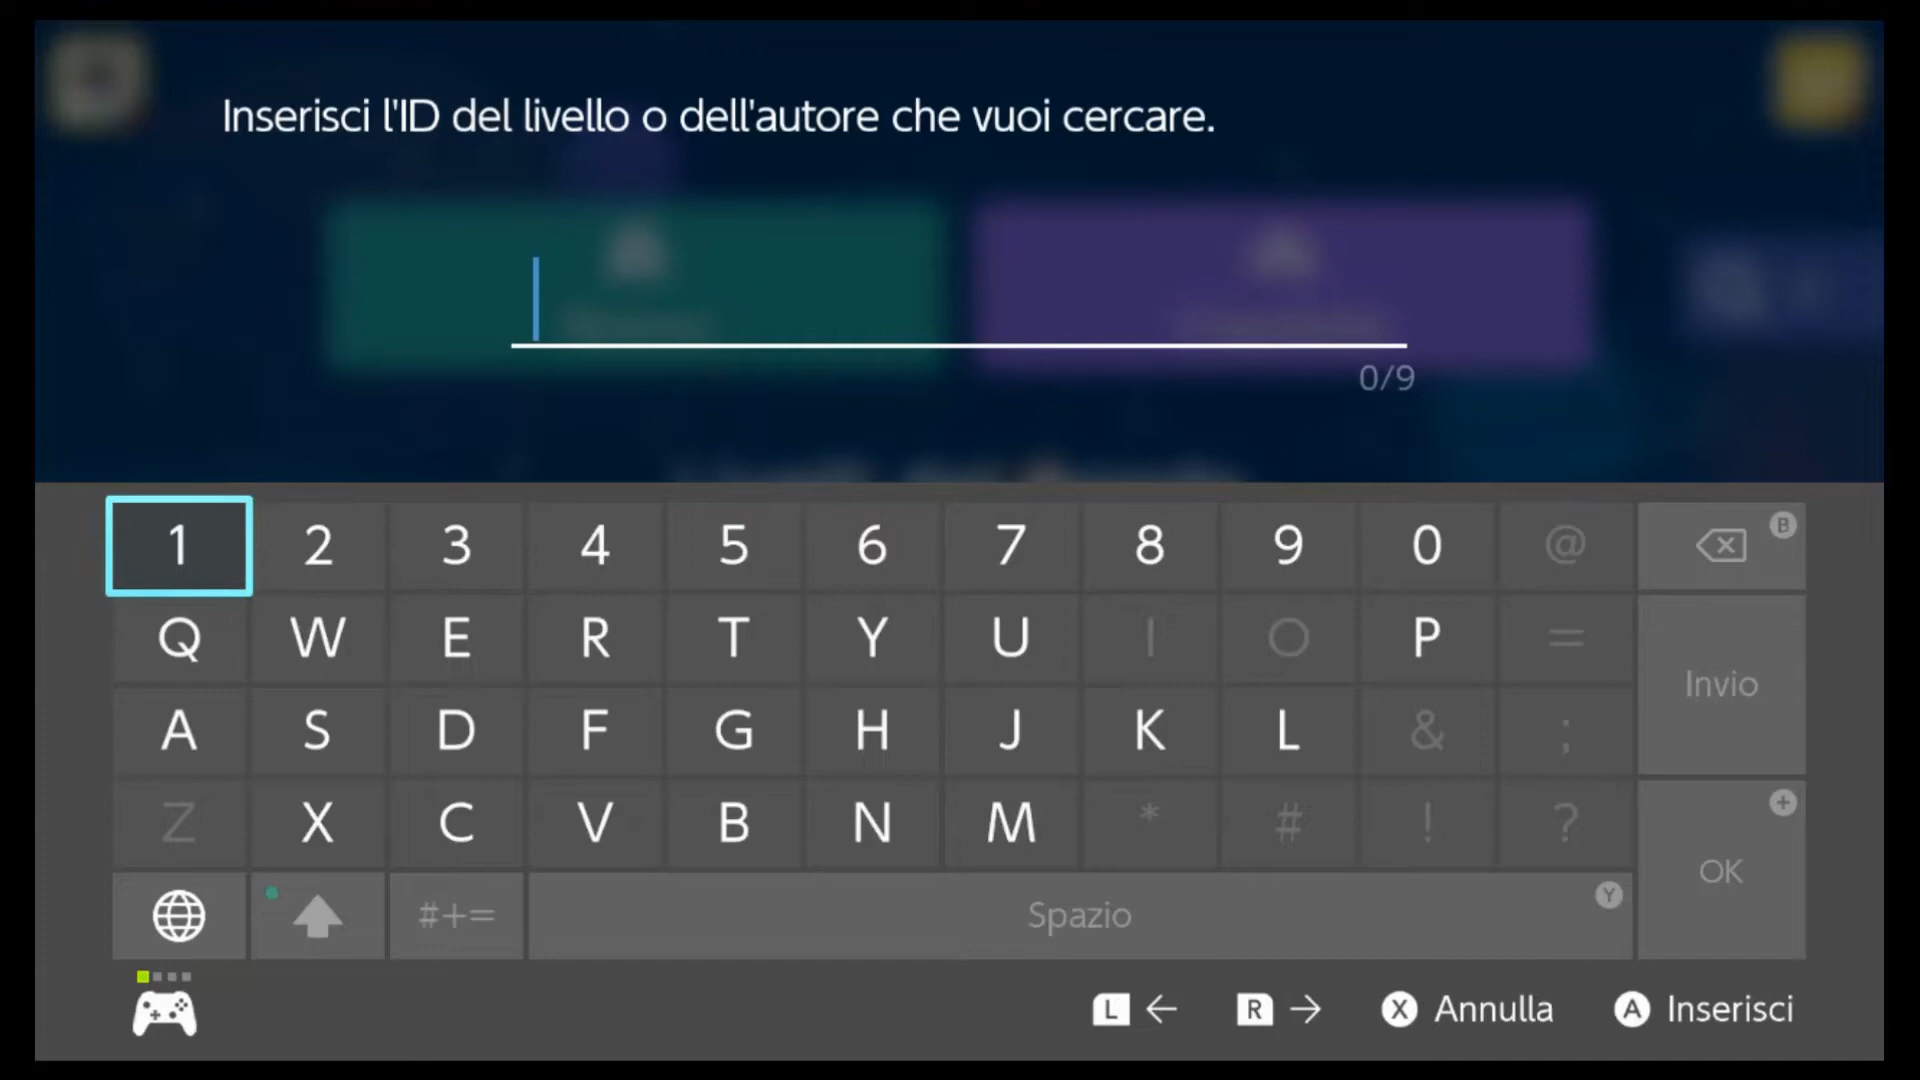 Inserisci l'ID del livello o dell'autore che vuoi cercare.
0/9
1 2 3 4 5 6 7 8 9 0 @ B
Q W E R T Y U I O P =
Invio
A S D F G H J K L & ;
Z X C V B N M * # ! ? +
OK
#+= Spazio Y
L ← R → X Annulla A Inserisci